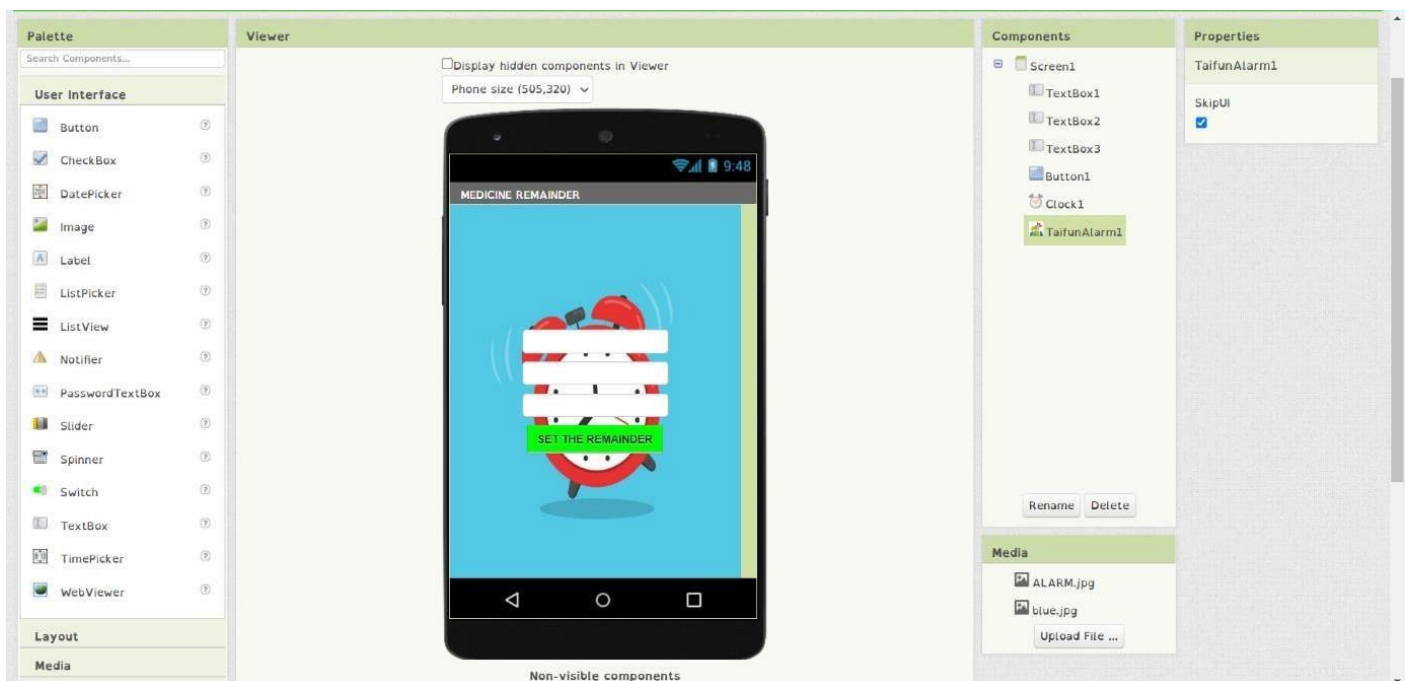 Palette
Search Components...
User Interface
Button
CheckBox
DatePicker
Image
Label
ListPicker
ListView
Notifier
PasswordTextBox
Slider
Spinner
Switch
TextBox
TimePicker
WebViewer
Layout
Media
Viewer
Display hidden components in Viewer
Phone size (505,320)
9:48
MEDICINE REMAINDER
SET THE REMAINDER
Non-visible components
Components
Screen1
TextBox1
TextBox2
TextBox3
Button1
Clock1
TaifunAlarm1
Rename Delete
Media
ALARM.jpg
blue.jpg
Upload File ...
Properties
TaifunAlarm1
SkipUI